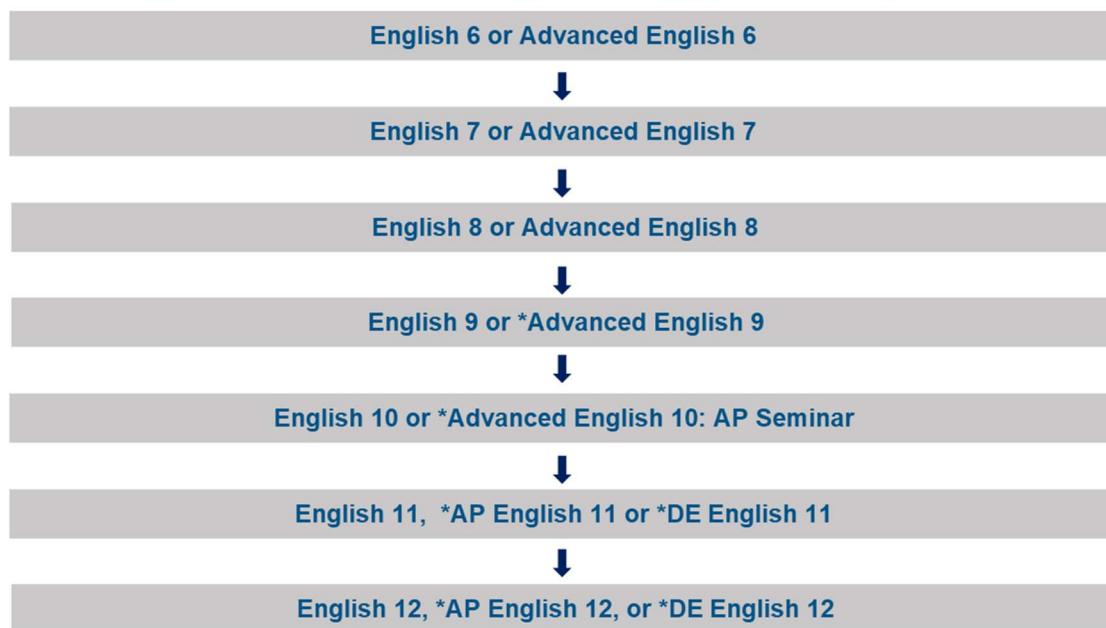 English 6 or Advanced English 6
English 7 or Advanced English 7
English 8 or Advanced English 8
English 9 or *Advanced English 9
English 10 or *Advanced English 10: AP Seminar
English 11, *AP English 11 or *DE English 11
English 12, *AP English 12, or *DE English 12